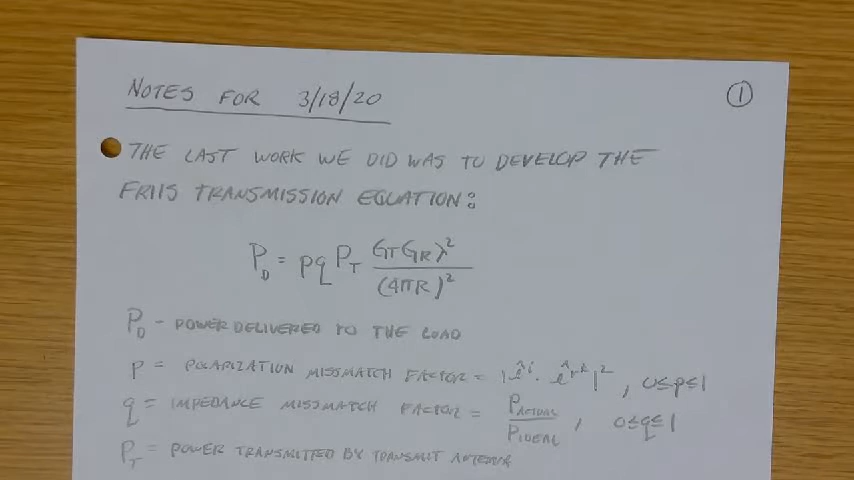 NOTES FOR 3/18/20
①
THE LAST WORK WE DID WAS TO DEVELOP THE
FRIIS TRANSMISSION EQUATION:
P_D = pq P_T G_T G_R λ² / (4πR)²
P_D - POWER DELIVERED TO THE LOAD
p = POLARIZATION MISSMATCH FACTOR = |ê^i · ê^r|², 0≤p≤1
q = IMPEDANCE MISSMATCH FACTOR = P_ACTUAL / P_IDEAL, 0≤q≤1
P_T = POWER TRANSMITTED BY TRANSMIT ANTENNA